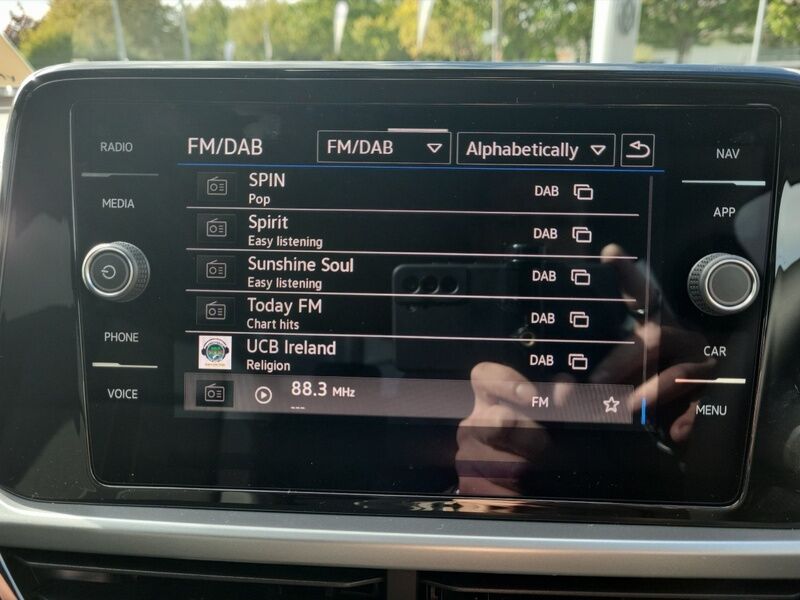 RADIO
MEDIA
PHONE
VOICE
FM/DAB
FM/DAB
Alphabetically
SPIN
Pop
DAB
Spirit
Easy listening
DAB
Sunshine Soul
Easy listening
DAB
Today FM
Chart hits
DAB
UCB Ireland
Religion
DAB
88.3 MHz
---
FM
NAV
APP
CAR
MENU